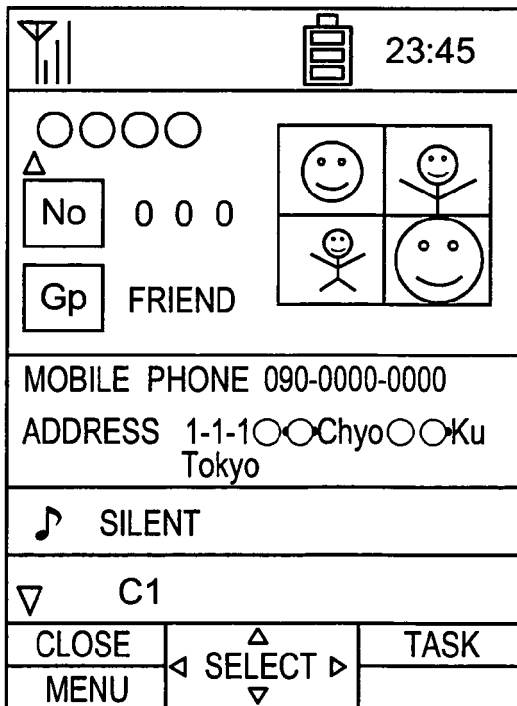 23:45
○○○○
No 0 0 0
Gp FRIEND
MOBILE PHONE 090-0000-0000
ADDRESS 1-1-1○○Chyo○○Ku
Tokyo
♪ SILENT
C1
CLOSE TASK
SELECT
MENU